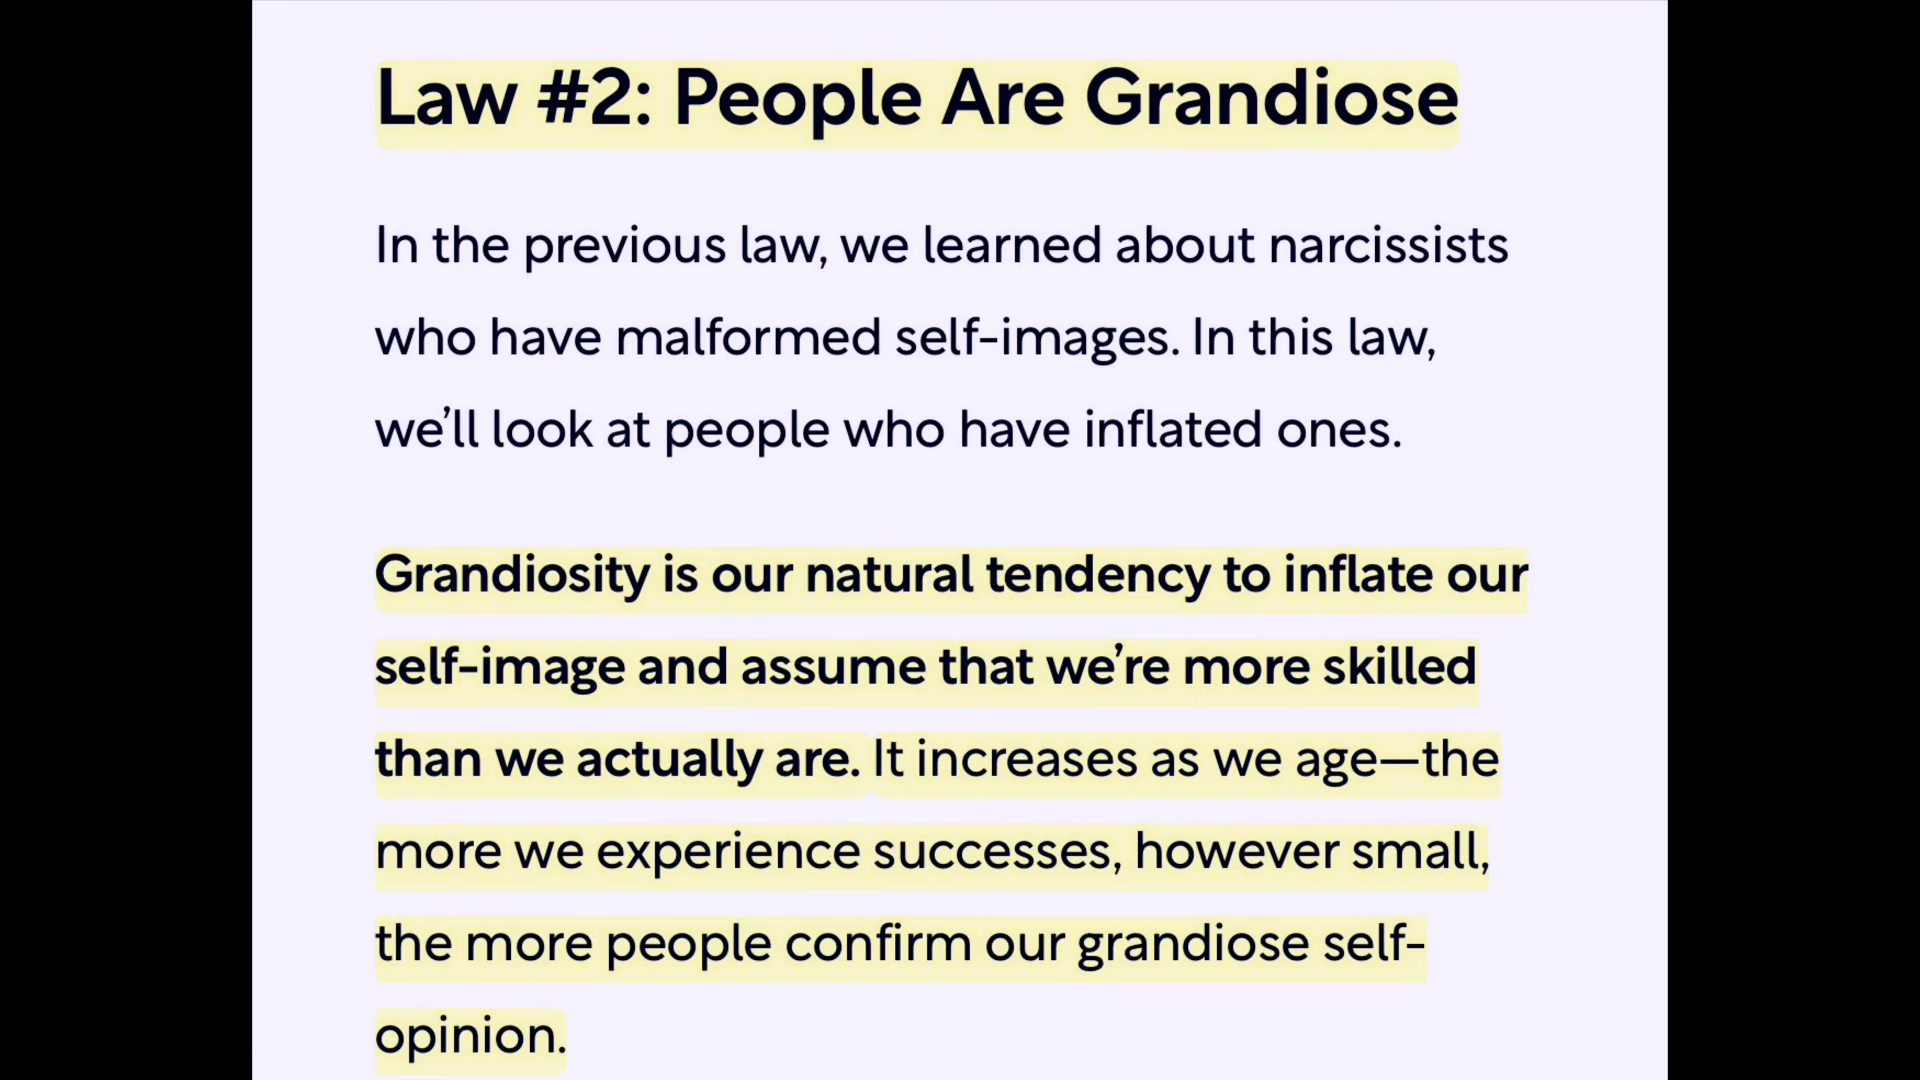 Law #2: People Are Grandiose
In the previous law, we learned about narcissists
who have malformed self-images. In this law,
we’ll look at people who have inflated ones.
Grandiosity is our natural tendency to inflate our
self-image and assume that we’re more skilled
than we actually are. It increases as we age—the
more we experience successes, however small,
the more people confirm our grandiose self-
opinion.